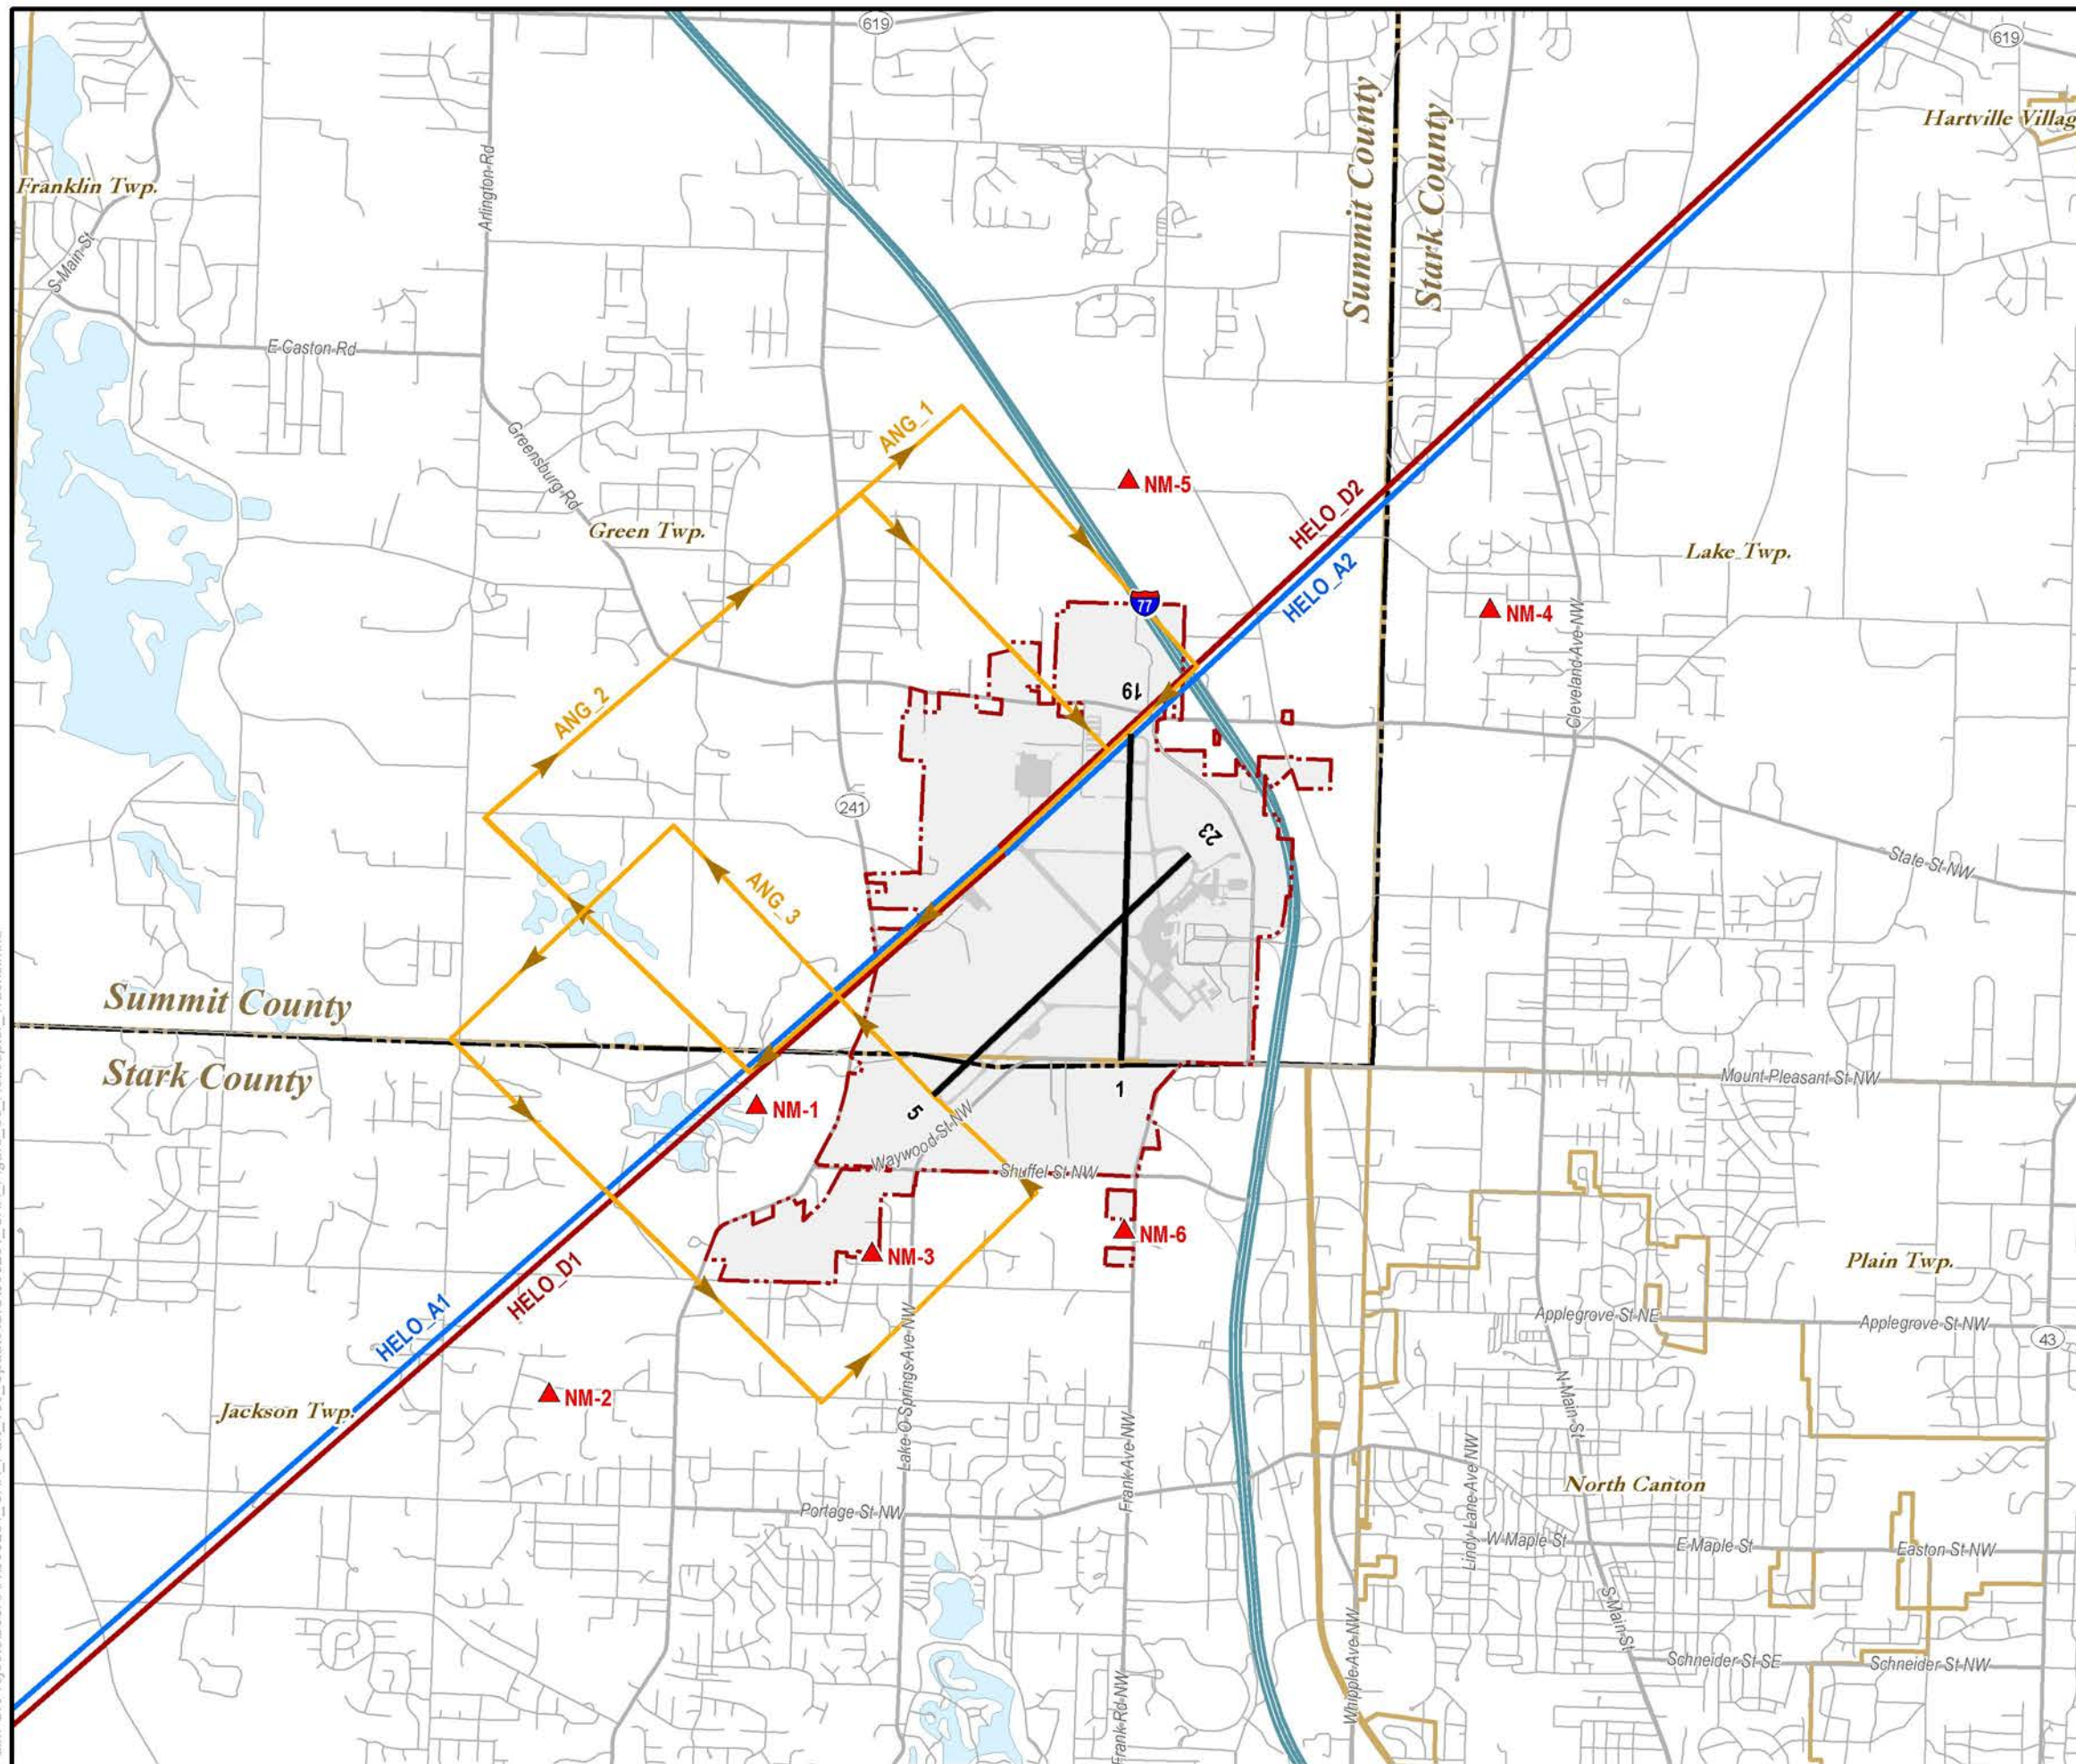 619
619
Hartville Villag
Summit County
Stark County
Franklin Twp.
Arlington Rd
S Main St
E Caston Rd
ANG_1
Greensburg Rd
Green Twp.
NM-5
HELO_D2
HELO_A2
Lake Twp.
77
NM-4
Cleveland Ave NW
ANG_2
19
241
23
State St NW
ANG_3
Summit County
Stark County
Mount Pleasant St NW
1
5
NM-1
Waywood St NW
Shuffel St NW
NM-6
NM-3
Plain Twp.
HELO_D1
HELO_A1
Applegrove St NE
Applegrove St NW
43
Lake O Springs Ave NW
NM-2
Jackson Twp.
N Main St
Frank Ave NW
Lindy Lane Ave NW
North Canton
Portage St NW
W Maple St
E Maple St
Easton St NW
S Main St
Whipple Ave NW
Schneider St SE
Schneider St NW
Frank Rd NW